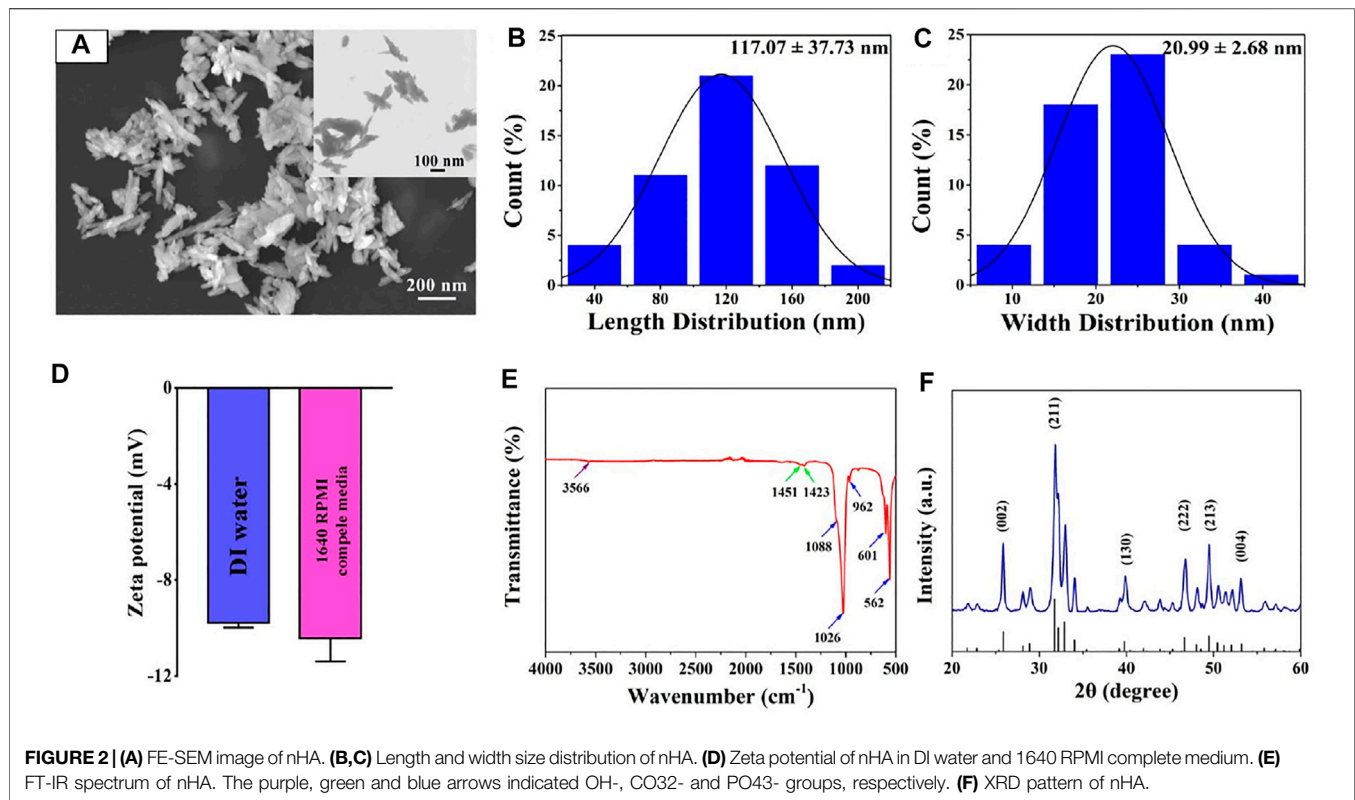 A
100 nm
200 nm
B
117.07 ± 37.73 nm
Count (%)
25
20
15
10
5
0
40 80 120 160 200
Length Distribution (nm)
C
20.99 ± 2.68 nm
Count (%)
25
20
15
10
5
0
10 20 30 40
Width Distribution (nm)
D
Zeta potential (mV)
0
-4
-8
-12
DI water
1640 RPMI
compele media
E
Transmittance (%)
3566
1451
1423
1088
1026
962
601
562
4000 3500 3000 2500 2000 1500 1000 500
Wavenumber (cm⁻¹)
F
Intensity (a.u.)
(002)
(211)
(130)
(222)
(213)
(004)
20 30 40 50 60
2θ (degree)
FIGURE 2 | (A) FE-SEM image of nHA. (B,C) Length and width size distribution of nHA. (D) Zeta potential of nHA in DI water and 1640 RPMI complete medium. (E)
FT-IR spectrum of nHA. The purple, green and blue arrows indicated OH-, CO32- and PO43- groups, respectively. (F) XRD pattern of nHA.